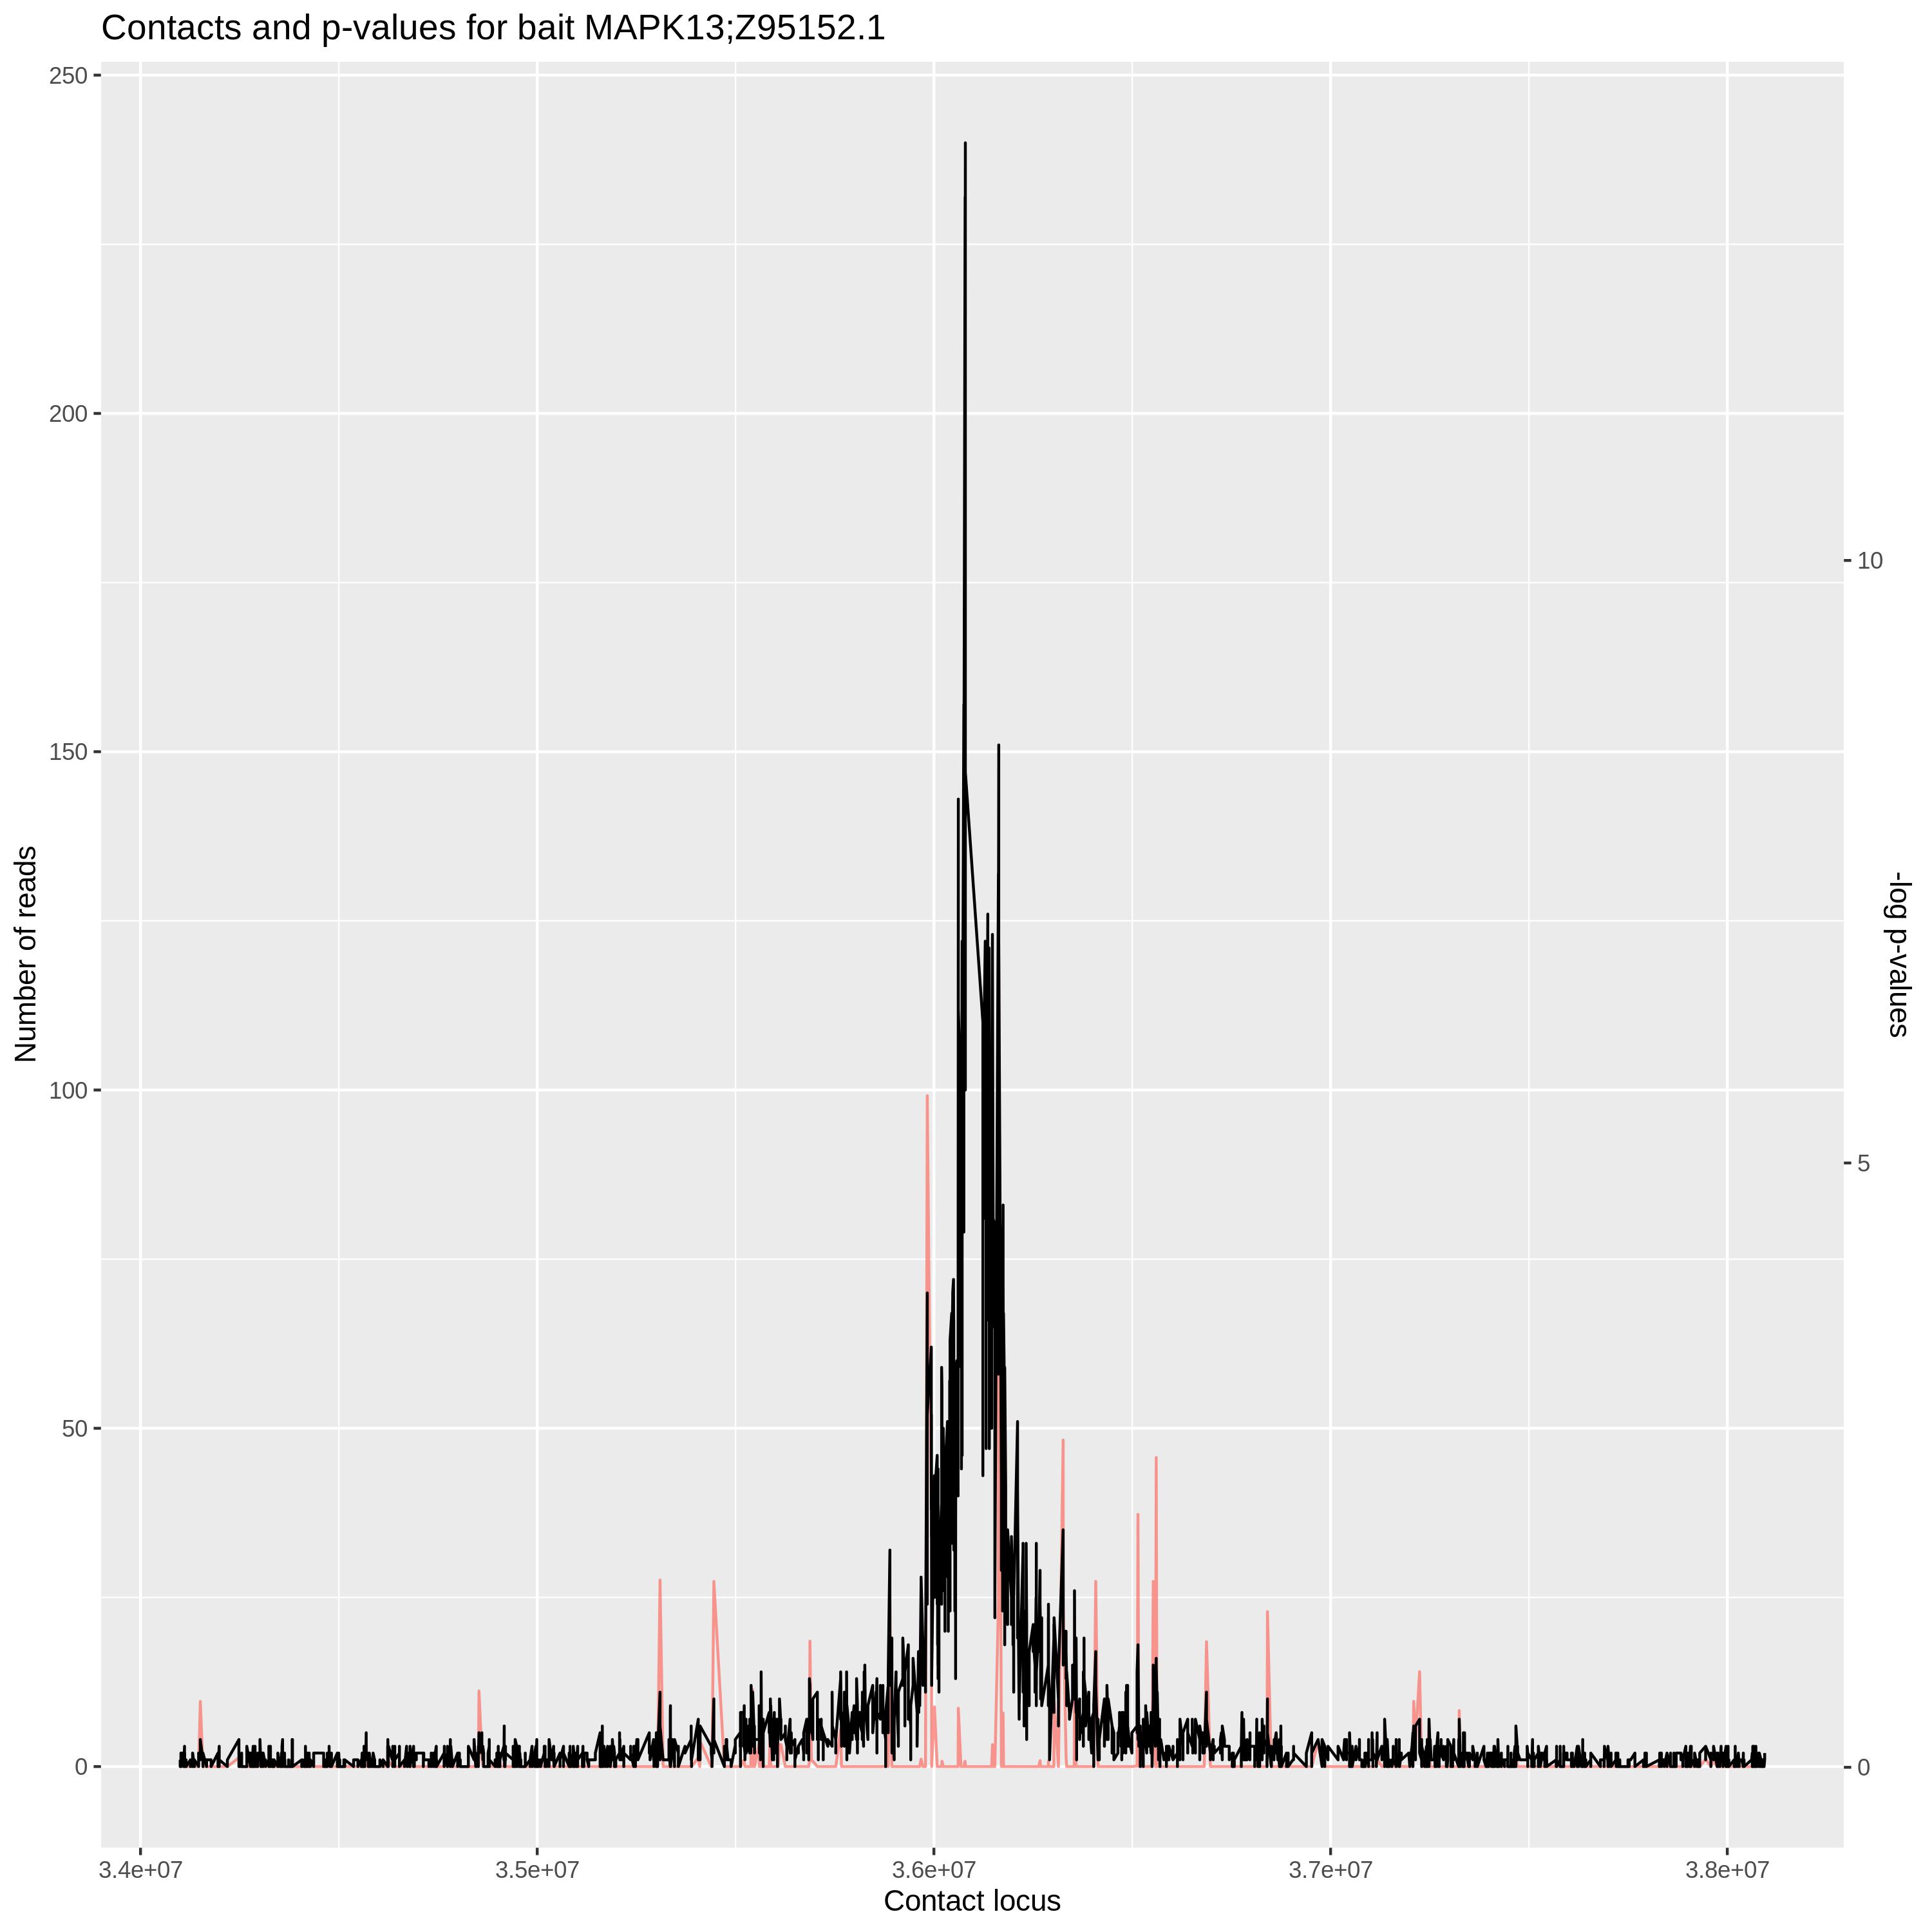 Contacts and p-values for bait MAPK13;Z95152.1
250
200
150
100
50
0
Number of reads
10
5
0
-log p-values
3.4e+07
3.5e+07
3.6e+07
3.7e+07
3.8e+07
Contact locus